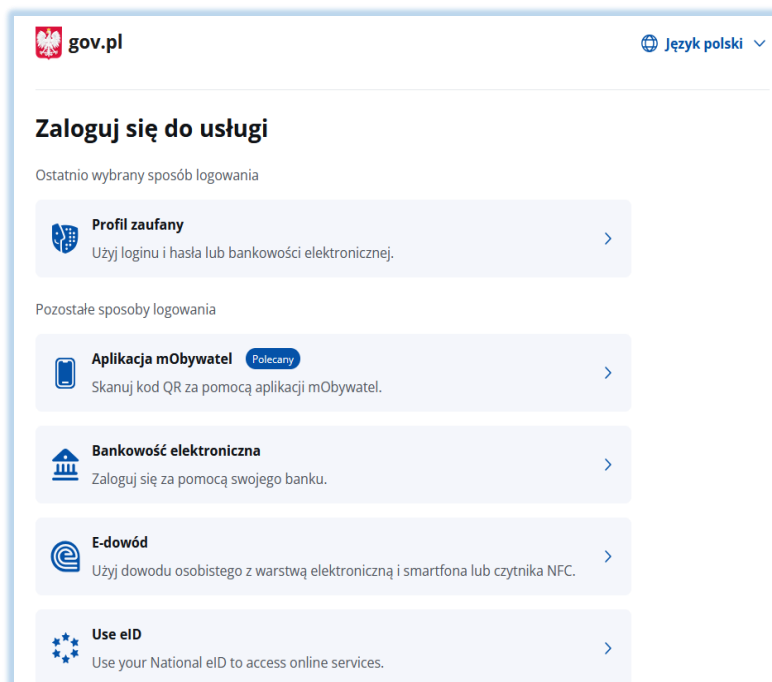 gov.pl
Język polski
Zaloguj się do usługi
Ostatnio wybrany sposób logowania
Profil zaufany
Użyj loginu i hasła lub bankowości elektronicznej.
Pozostałe sposoby logowania
Aplikacja mObywatel Polecany
Skanuj kod QR za pomocą aplikacji mObywatel.
Bankowość elektroniczna
Zaloguj się za pomocą swojego banku.
E-dowód
Użyj dowodu osobistego z warstwą elektroniczną i smartfona lub czytnika NFC.
Use eID
Use your National eID to access online services.